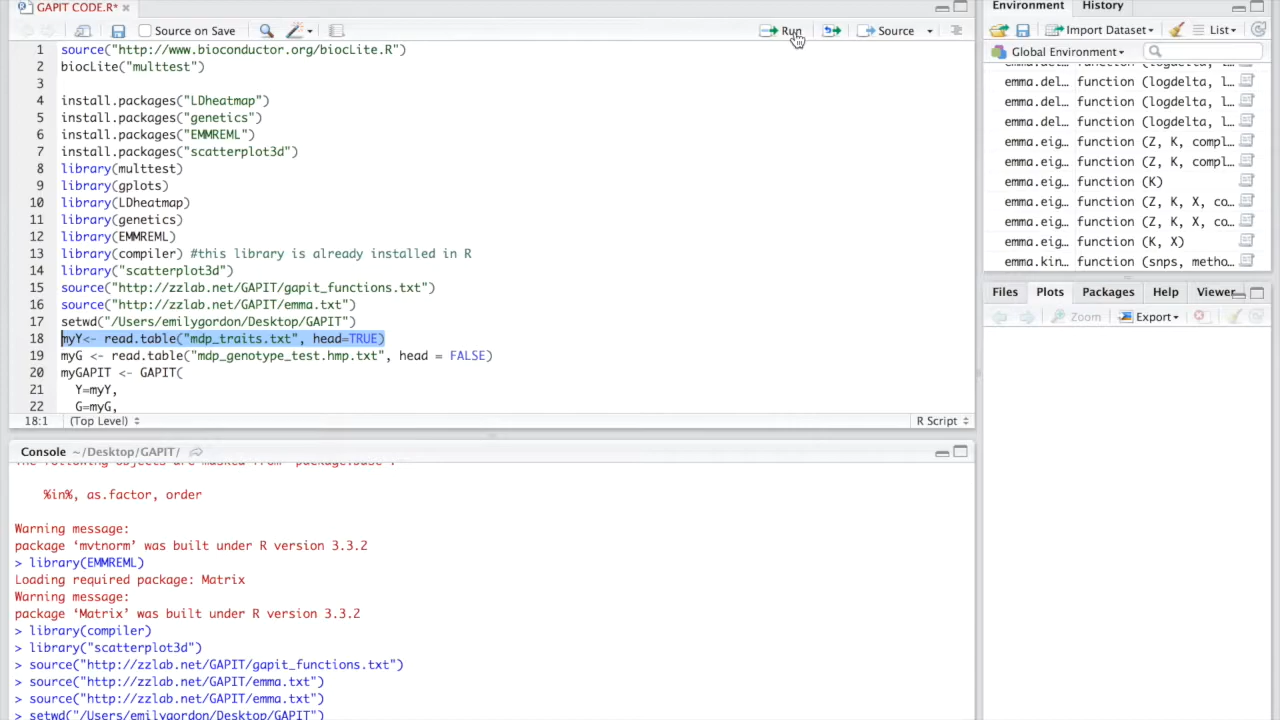 GAPIT CODE.R* ×
Environment History
Source on Save Run Source
Import Dataset List
Global Environment
1 source("http://www.bioconductor.org/biocLite.R")
2 biocLite("multtest")
3
4 install.packages("LDheatmap")
5 install.packages("genetics")
6 install.packages("EMMREML")
7 install.packages("scatterplot3d")
8 library(multtest)
9 library(gplots)
10 library(LDheatmap)
11 library(genetics)
12 library(EMMREML)
13 library(compiler) #this library is already installed in R
14 library("scatterplot3d")
15 source("http://zzlab.net/GAPIT/gapit_functions.txt")
16 source("http://zzlab.net/GAPIT/emma.txt")
17 setwd("/Users/emilygordon/Desktop/GAPIT")
18 myY<- read.table("mdp_traits.txt", head=TRUE)
19 myG <- read.table("mdp_genotype_test.hmp.txt", head = FALSE)
20 myGAPIT <- GAPIT(
21 Y=myY,
22 G=myG,
18:1 (Top Level) R Script
emma.del… function (logdelta, l…
emma.del… function (logdelta, l…
emma.del… function (logdelta, l…
emma.eig… function (Z, K, compl…
emma.eig… function (Z, K, compl…
emma.eig… function (K)
emma.eig… function (Z, K, X, co…
emma.eig… function (Z, K, X, co…
emma.eig… function (K, X)
emma.kin… function (snps, metho…
Files Plots Packages Help Viewer
Zoom Export
Console ~/Desktop/GAPIT/
The following objects are masked from 'package:base':
%in%, as.factor, order
Warning message:
package ‘mvtnorm’ was built under R version 3.3.2
> library(EMMREML)
Loading required package: Matrix
Warning message:
package ‘Matrix’ was built under R version 3.3.2
> library(compiler)
> library("scatterplot3d")
> source("http://zzlab.net/GAPIT/gapit_functions.txt")
> source("http://zzlab.net/GAPIT/emma.txt")
> source("http://zzlab.net/GAPIT/emma.txt")
> setwd("/Users/emilygordon/Desktop/GAPIT")